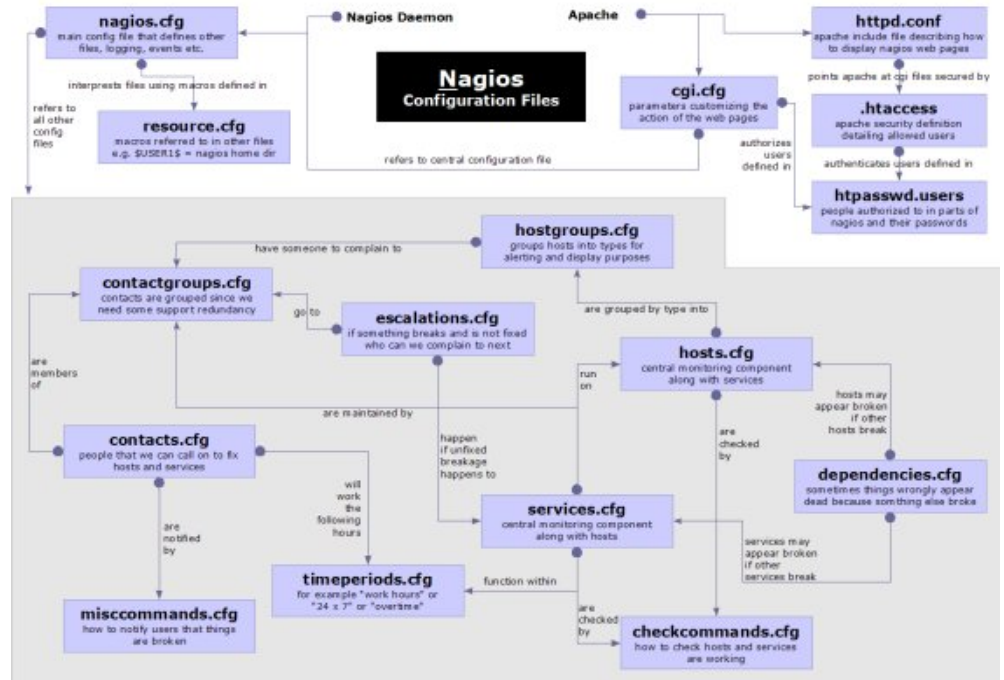 nagios.cfg
main config file that defines other
files, logging, events etc.
Nagios Daemon
Apache
httpd.conf
apache include file describing how
to display nagios web pages
refers to
all other
config
files
interprests files using macros defined in
resource.cfg
macros referred to in other files
e.g. $USER1$ = nagios home dir
Nagios
Configuration Files
cgi.cfg
parameters customizing the
action of the web pages
points apache at cgi files secured by
.htaccess
apache security definition
detailing allowed users
refers to central configuration file
authorizes
users
defined in
authenticates users defined in
htpasswd.users
people authorized to in parts of
nagios and their passwords
have someone to complain to
hostgroups.cfg
groups hosts into types for
alerting and display purposes
contactgroups.cfg
contacts are grouped since we
need some support redundancy
go to
escalations.cfg
if something breaks and is not fixed
who can we complain to next
are grouped by type into
hosts.cfg
central monitoring component
along with services
are
members
of
run
on
are maintained by
hosts may
appear broken
if other
hosts break
contacts.cfg
people that we can call on to fix
hosts and services
happen
if unfixed
breakage
happens to
are
checked
by
dependencies.cfg
sometimes things wrongly appear
dead because somthing else broke
will
work
the
following
hours
services.cfg
central monitoring component
along with hosts
are
notified
by
services may
appear broken
if other
services break
timeperiods.cfg
for example "work hours" or
"24 x 7" or "overtime"
function within
misccommands.cfg
how to notify users that things
are broken
are
checked
by
checkcommands.cfg
how to check hosts and services
are working